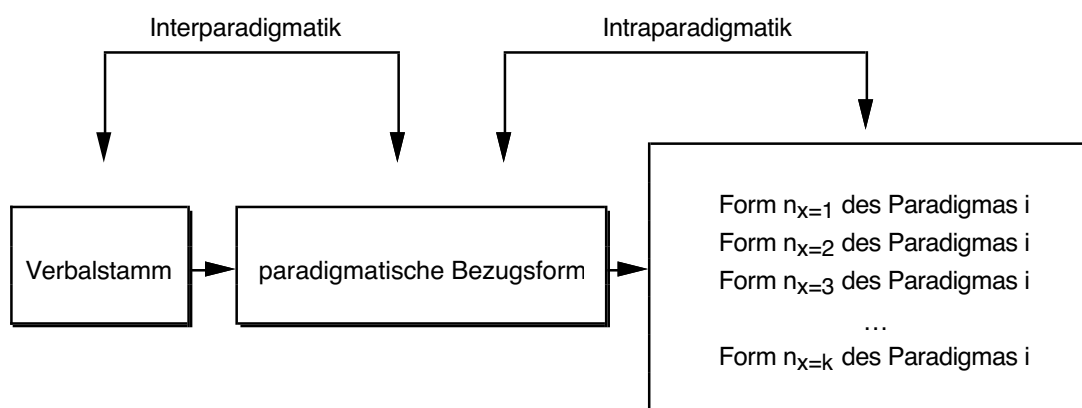 Interparadigmatik
Intraparadigmatik
Verbalstamm
paradigmatische Bezugsform
Form nx=1 des Paradigmas i
Form nx=2 des Paradigmas i
Form nx=3 des Paradigmas i
...
Form nx=k des Paradigmas i